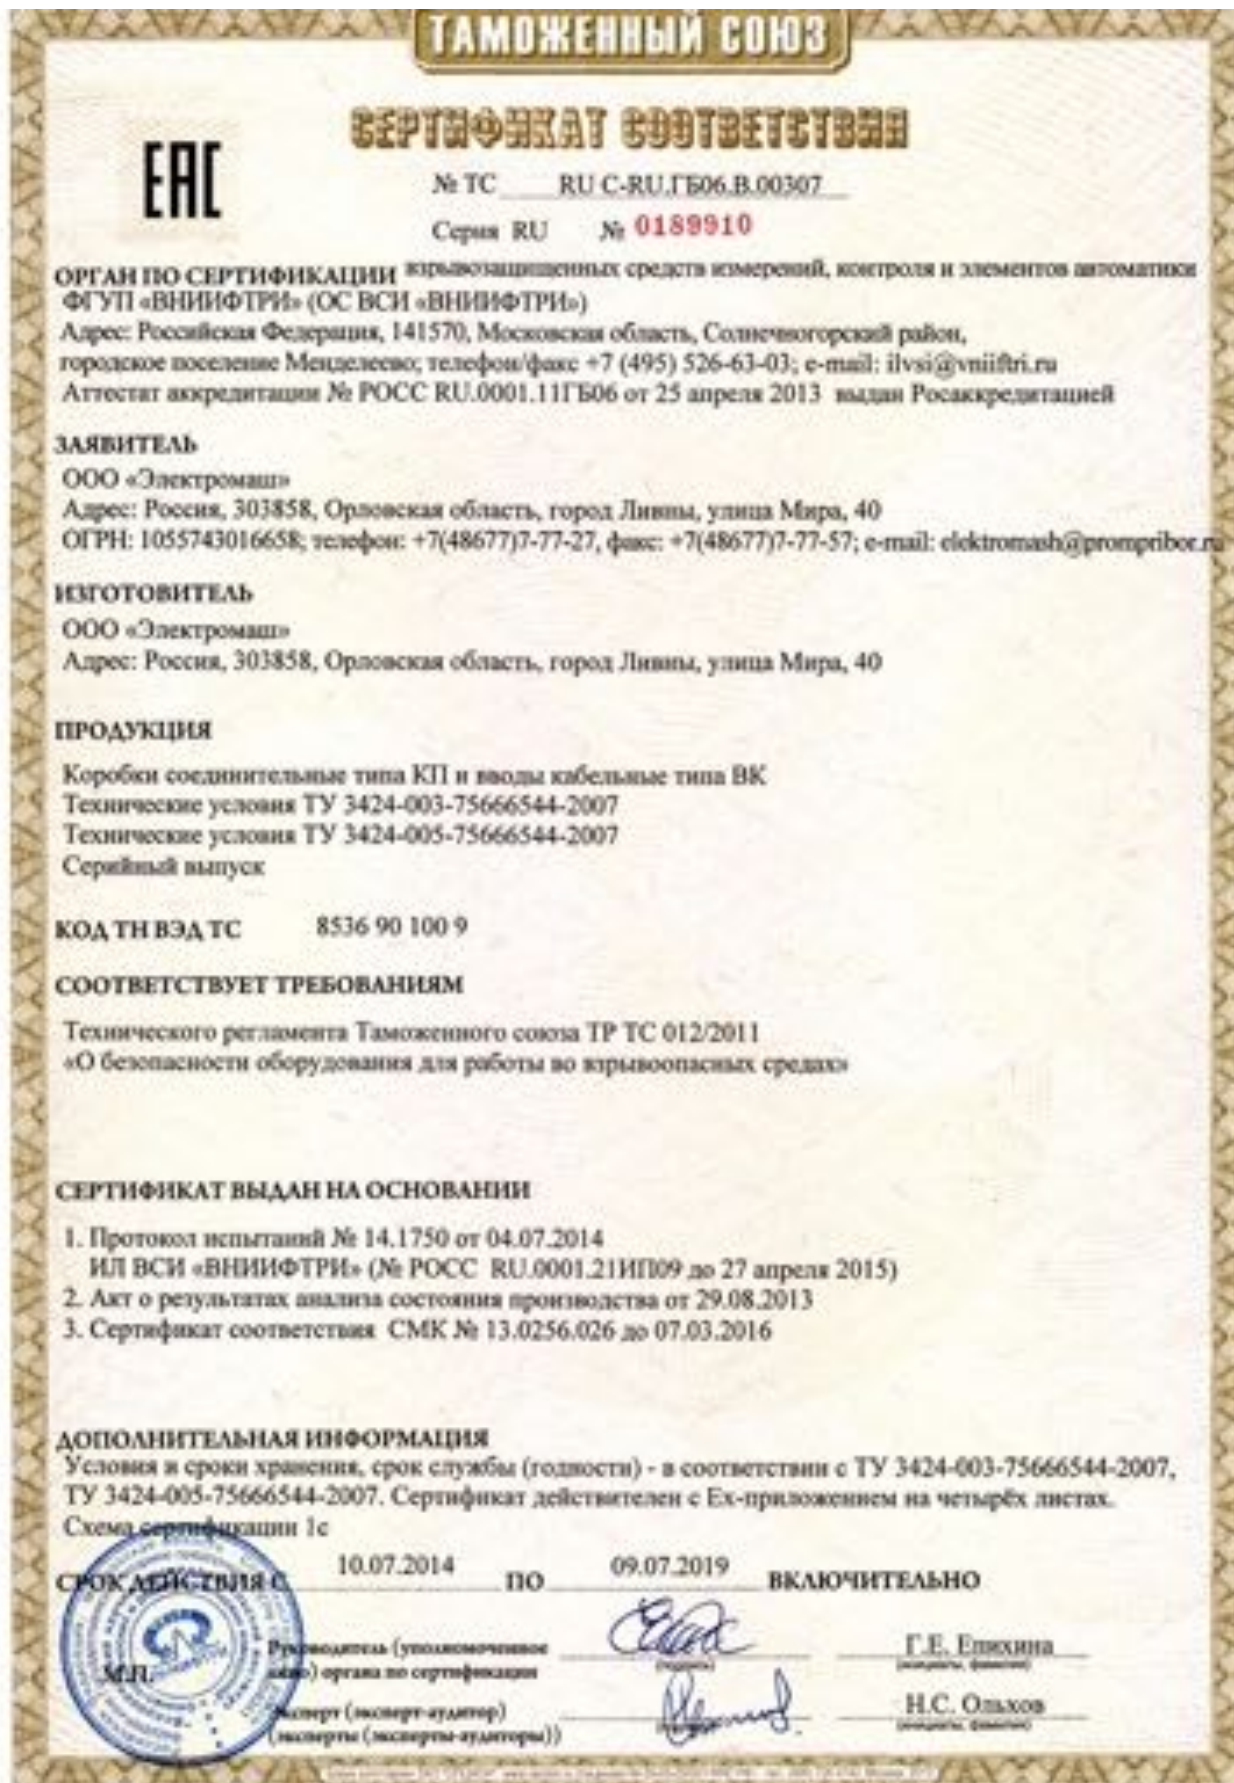 ТАМОЖЕННЫЙ СОЮЗ
СЕРТИФИКАТ СООТВЕТСТВИЯ
ЕАС
№ ТС RU C-RU.ГБ06.В.00307
Серия RU № 0189910
ОРГАН ПО СЕРТИФИКАЦИИ взрывозащищенных средств измерений, контроля и элементов автоматики
ФГУП «ВНИИФТРИ» (ОС ВСИ «ВНИИФТРИ»)
Адрес: Российская Федерация, 141570, Московская область, Солнечногорский район,
городское поселение Менделеево; телефон/факс +7 (495) 526-63-03; e-mail: ilvsi@vniiftri.ru
Аттестат аккредитации № РОСС RU.0001.11ГБ06 от 25 апреля 2013 выдан Росаккредитацией
ЗАЯВИТЕЛЬ
ООО «Электромаш»
Адрес: Россия, 303858, Орловская область, город Ливны, улица Мира, 40
ОГРН: 1055743016658; телефон: +7(48677)7-77-27, факс: +7(48677)7-77-57; e-mail: elektromash@prompribor.ru
ИЗГОТОВИТЕЛЬ
ООО «Электромаш»
Адрес: Россия, 303858, Орловская область, город Ливны, улица Мира, 40
ПРОДУКЦИЯ
Коробки соединительные типа КП и вводы кабельные типа ВК
Технические условия ТУ 3424-003-75666544-2007
Технические условия ТУ 3424-005-75666544-2007
Серийный выпуск
КОД ТН ВЭД ТС 8536 90 100 9
СООТВЕТСТВУЕТ ТРЕБОВАНИЯМ
Технического регламента Таможенного союза ТР ТС 012/2011
«О безопасности оборудования для работы во взрывоопасных средах»
СЕРТИФИКАТ ВЫДАН НА ОСНОВАНИИ
1. Протокол испытаний № 14.1750 от 04.07.2014
ИЛ ВСИ «ВНИИФТРИ» (№ РОСС RU.0001.21ИП09 до 27 апреля 2015)
2. Акт о результатах анализа состояния производства от 29.08.2013
3. Сертификат соответствия СМК № 13.0256.026 до 07.03.2016
ДОПОЛНИТЕЛЬНАЯ ИНФОРМАЦИЯ
Условия и сроки хранения, срок службы (годности) - в соответствии с ТУ 3424-003-75666544-2007,
ТУ 3424-005-75666544-2007. Сертификат действителен с Ех-приложением на четырёх листах.
Схема сертификации 1с
СРОК ДЕЙСТВИЯ С 10.07.2014 ПО 09.07.2019 ВКЛЮЧИТЕЛЬНО
М.П.
Руководитель (уполномоченное
лицо) органа по сертификации
(подпись)
Г.Е. Епихина
(инициалы, фамилия)
Эксперт (эксперт-аудитор)
(эксперты (эксперты-аудиторы))
(подпись)
Н.С. Ольхов
(инициалы, фамилия)